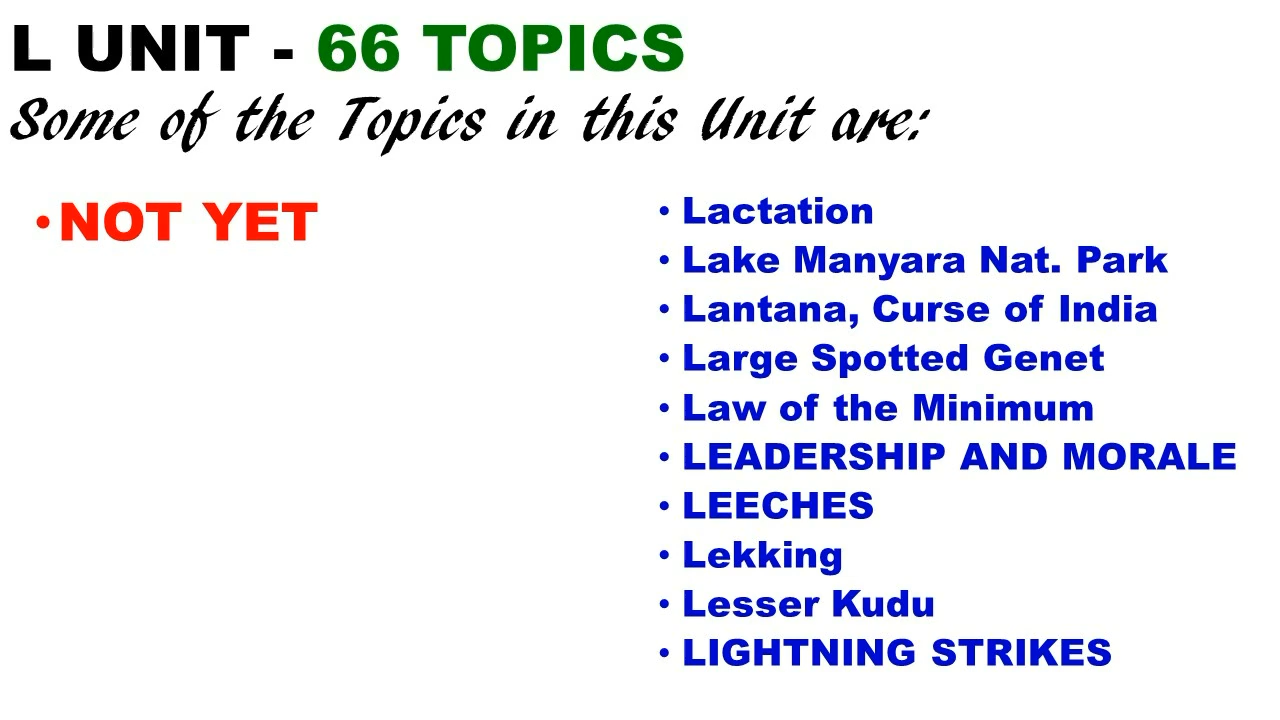 L UNIT - 66 TOPICS
Some of the Topics in this Unit are:
• NOT YET
• Lactation
• Lake Manyara Nat. Park
• Lantana, Curse of India
• Large Spotted Genet
• Law of the Minimum
• LEADERSHIP AND MORALE
• LEECHES
• Lekking
• Lesser Kudu
• LIGHTNING STRIKES